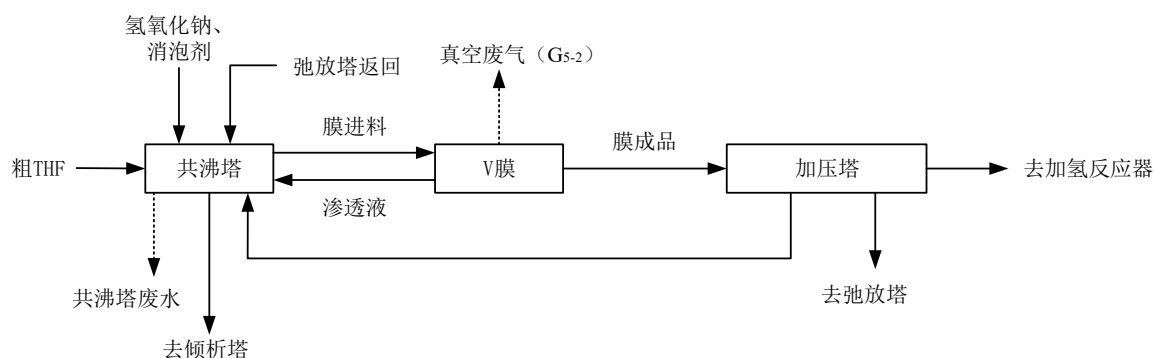 氢氧化钠、
消泡剂
真空废气（G5-2）
弛放塔返回
膜进料
膜成品
粗THF
共沸塔
V膜
加压塔
去加氢反应器
渗透液
共沸塔废水
去弛放塔
去倾析塔